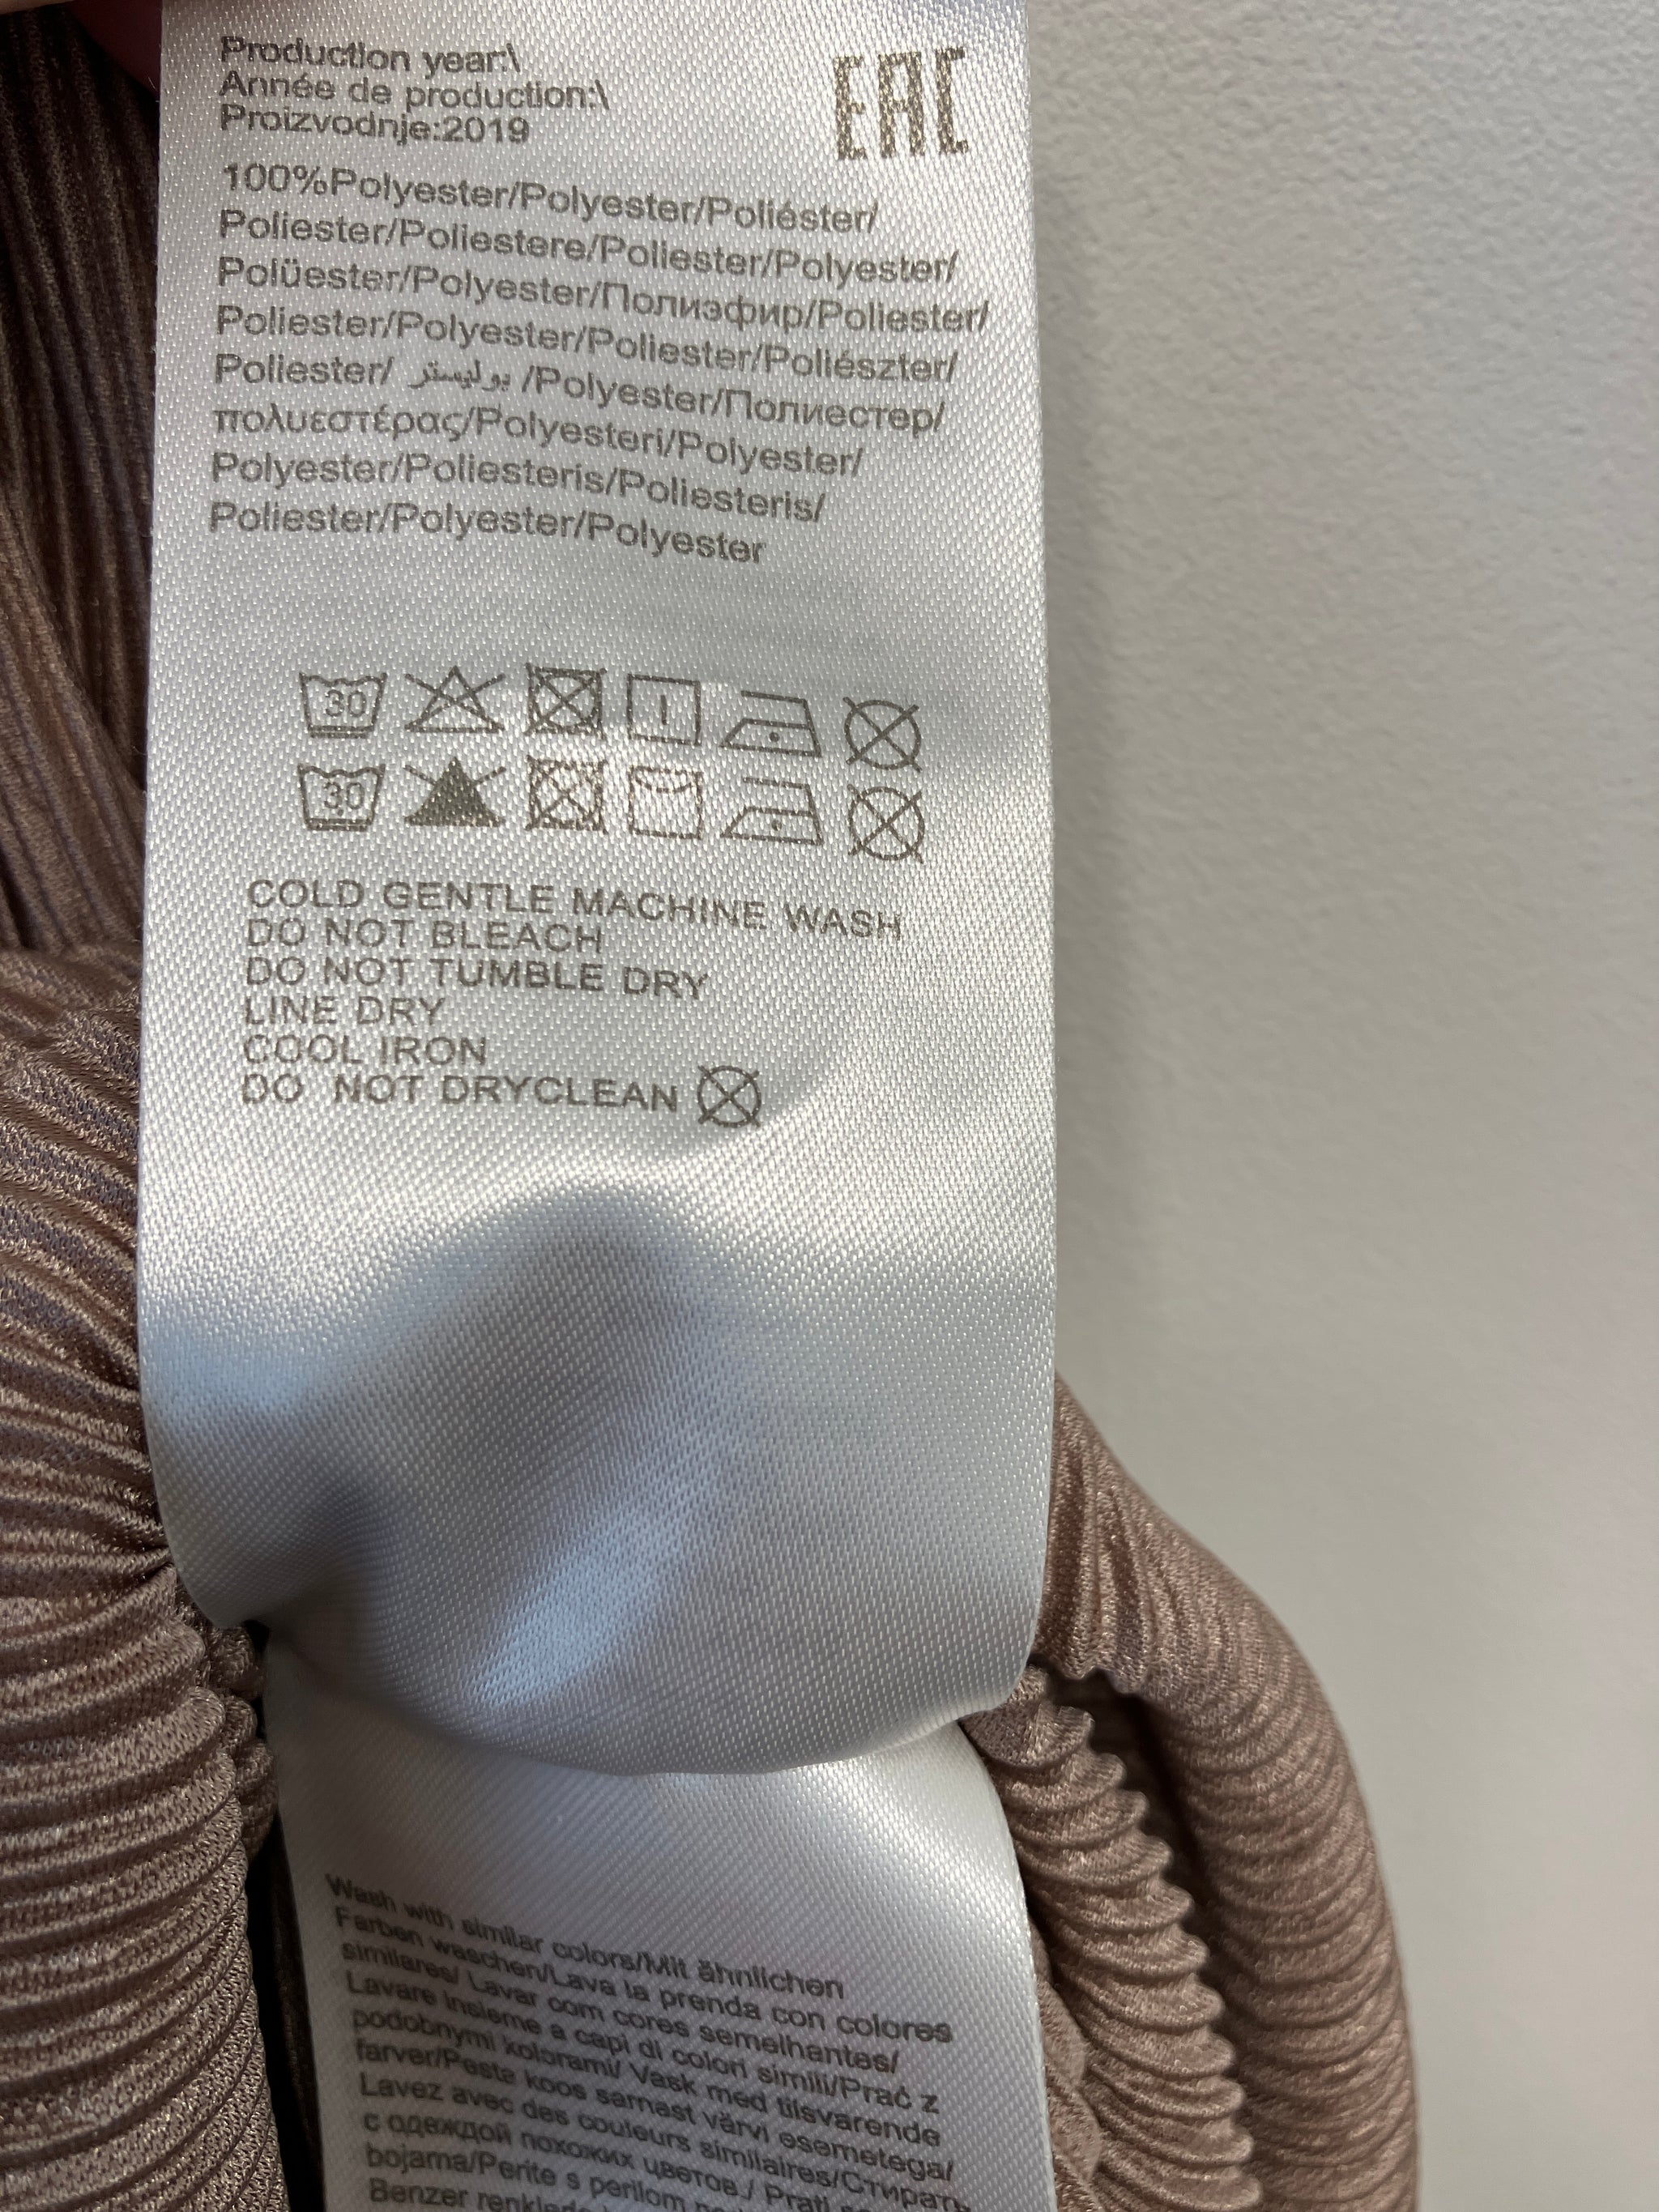 Production year:\
Année de production:\
Proizvodnje:2019
EAC
100%Polyester/Polyester/Poliéster/
Poliester/Poliestere/Poliester/Polyester/
Polüester/Polyester/Полиэфир/Poliester/
Poliester/Polyester/Poliester/Poliészter/
Poliester/ بوليستر /Polyester/Полиестер/
πολυεστέρας/Polyesteri/Polyester/
Polyester/Poliesteris/Poliesteris/
Poliester/Polyester/Polyester
30
30
COLD GENTLE MACHINE WASH
DO NOT BLEACH
DO NOT TUMBLE DRY
LINE DRY
COOL IRON
DO NOT DRYCLEAN
Wash with similar colors/Mit ähnlichen
Farben waschen/Lava la prenda con colores
similares/ Lavar com cores semelhantes/
Lavare insieme a capi di colori simili/Prać z
podobnymi kolorami/ Vask med tilsvarende
farver/Pesta koos sarnast värvi esemetega/
Lavez avec des couleurs similaires/Стирать
с одеждой похожих цветов./ Prati
bojama/Perite s perilom
Benzer